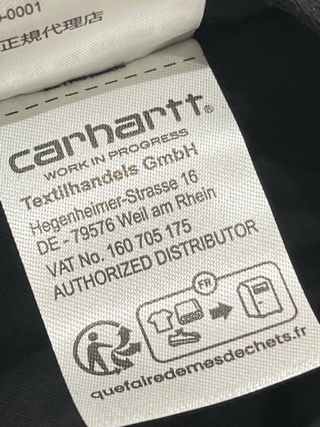 -0001
正規代理店
carhartt®
WORK IN PROGRESS
Textilhandels GmbH
Hegenheimer-Strasse 16
DE - 79576 Weil am Rhein
VAT No. 160 705 175
AUTHORIZED DISTRIBUTOR
FR
quefairedemesdechets.fr